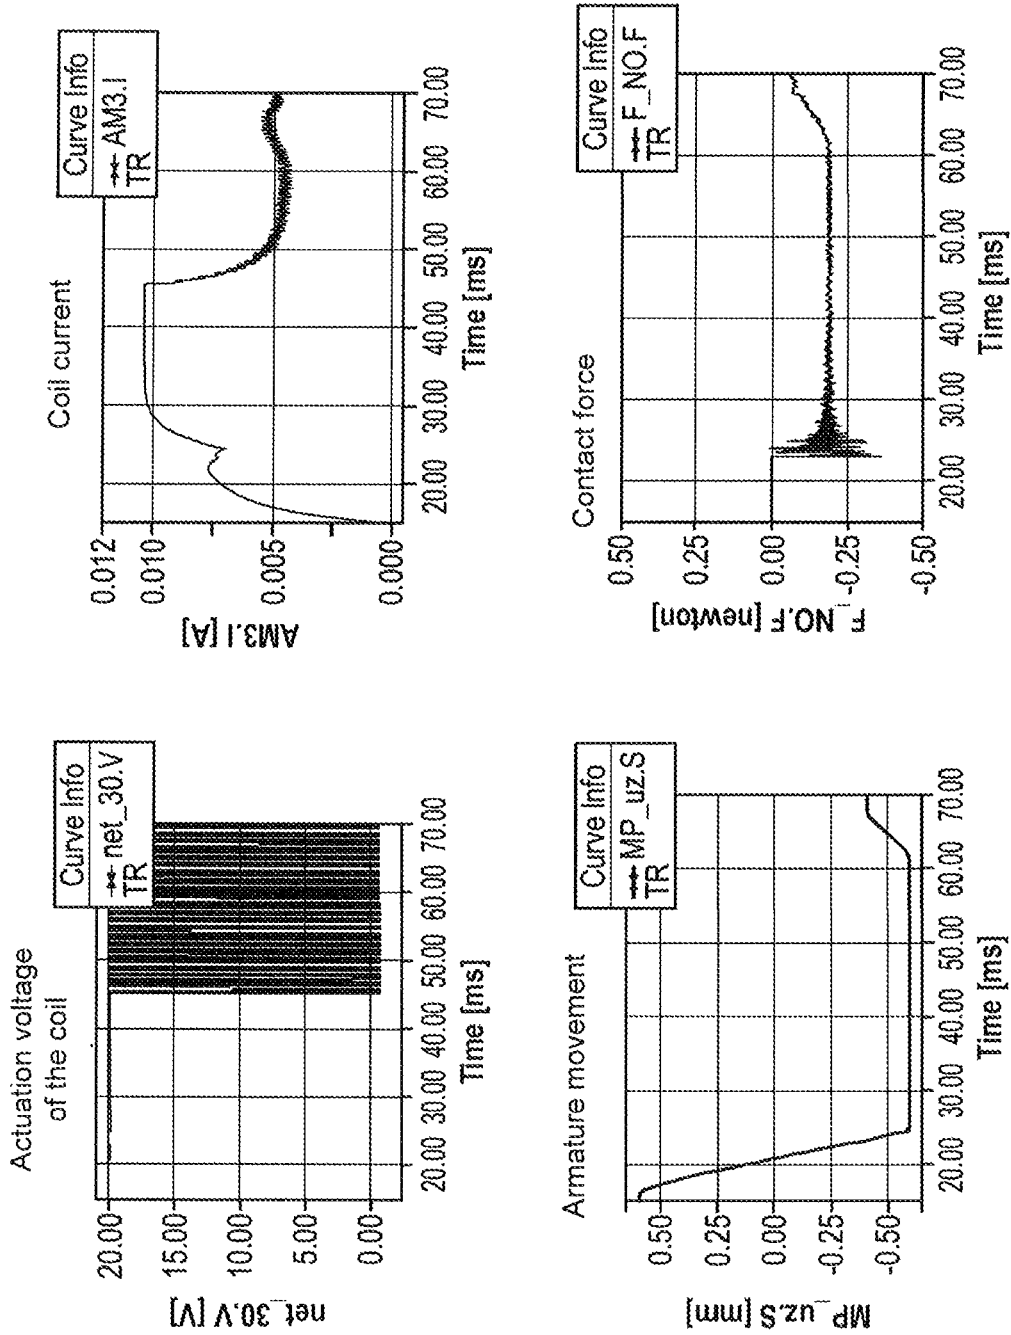 Actuation voltage
of the coil
Curve Info
net_30.V
TR
net_30.V [V]
20.00
15.00
10.00
5.00
0.00
20.00 30.00 40.00 50.00 60.00 70.00
Time [ms]
Coil current
Curve Info
AM3.I
TR
AM3.I [A]
0.012
0.010
0.005
0.000
20.00 30.00 40.00 50.00 60.00 70.00
Time [ms]
Armature movement
Curve Info
MP_uz.S
TR
MP_uz.S [mm]
0.50
0.25
0.00
-0.25
-0.50
20.00 30.00 40.00 50.00 60.00 70.00
Time [ms]
Contact force
Curve Info
F_NO.F
TR
F_NO.F [newton]
0.50
0.25
0.00
-0.25
-0.50
20.00 30.00 40.00 50.00 60.00 70.00
Time [ms]